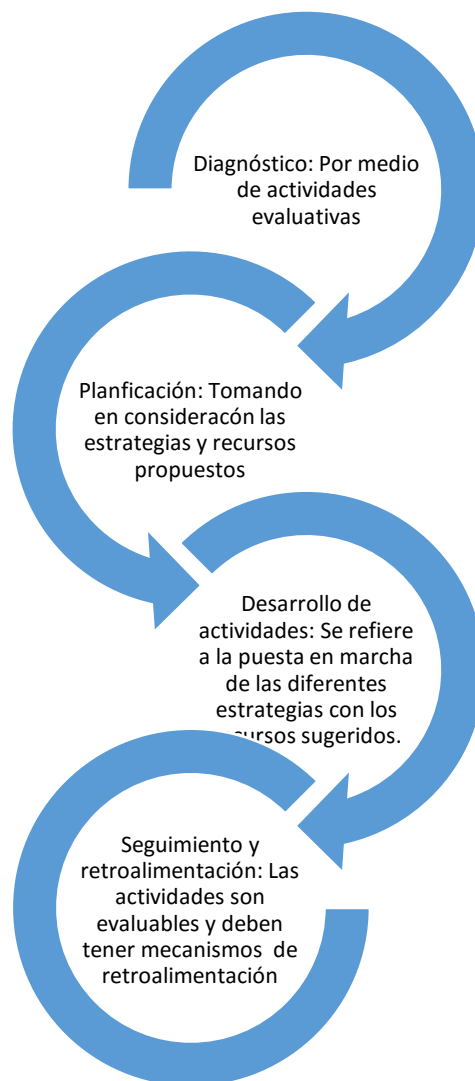 Diagnóstico: Por medio
de actividades
evaluativas
Planficación: Tomando
en consideracón las
estrategias y recursos
propuestos
Desarrollo de
actividades: Se refiere
a la puesta en marcha
de las diferentes
estrategias con los
cursos sugeridos.
Seguimiento y
retroalimentación: Las
actividades son
evaluables y deben
tener mecanismos de
retroalimentación